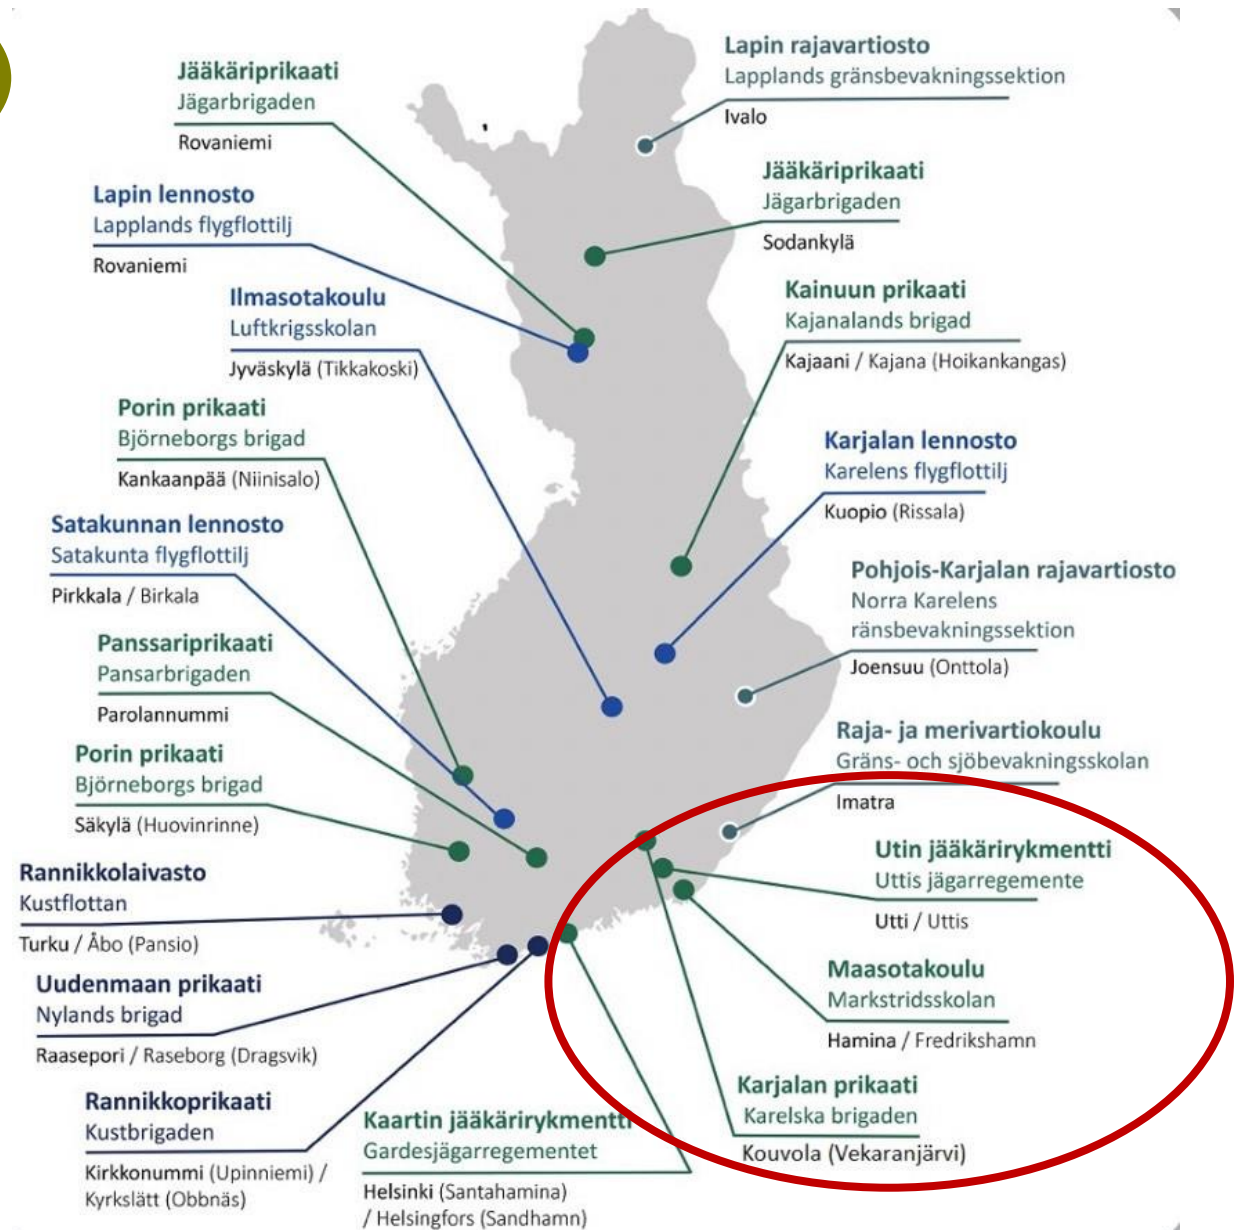 Jääkäriprikaati
Jägarbrigaden
Rovaniemi
Lapin lennosto
Lapplands flygflottilj
Rovaniemi
Ilmasotakoulu
Luftkrigsskolan
Jyväskylä (Tikkakoski)
Porin prikaati
Björneborgs brigad
Kankaanpää (Niinisalo)
Satakunnan lennosto
Satakunta flygflottilj
Pirkkala / Birkala
Panssariprikaati
Pansarbrigaden
Parolannummi
Porin prikaati
Björneborgs brigad
Säkylä (Huovinrinne)
Rannikkolaivasto
Kustflottan
Turku / Åbo (Pansio)
Uudenmaan prikaati
Nylands brigad
Raasepori / Raseborg (Dragsvik)
Rannikkoprikaati
Kustbrigaden
Kirkkonummi (Upinniemi) /
Kyrkslätt (Obbnäs)
Kaartin jääkärirykmentti
Gardesjägarregementet
Helsinki (Santahamina)
/ Helsingfors (Sandhamn)
Lapin rajavartiosto
Lapplands gränsbevakningssektion
Ivalo
Jääkäriprikaati
Jägarbrigaden
Sodankylä
Kainuun prikaati
Kajanalands brigad
Kajaani / Kajana (Hoikankangas)
Karjalan lennosto
Karelens flygflottilj
Kuopio (Rissala)
Pohjois-Karjalan rajavartiosto
Norra Karelens
ränsbevakningssektion
Joensuu (Onttola)
Raja- ja merivartiokoulu
Gräns- och sjöbevakningsskolan
Imatra
Utin jääkärirykmentti
Uttis jägarregemente
Utti / Uttis
Maasotakoulu
Markstridsskolan
Hamina / Fredrikshamn
Karjalan prikaati
Karelska brigaden
Kouvola (Vekaranjärvi)